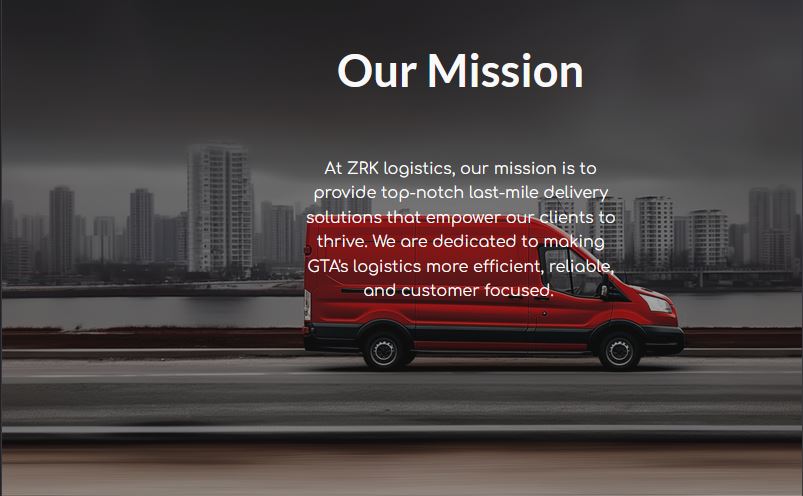 Our Mission
At ZRK logistics, our mission is to
provide top-notch last-mile delivery
solutions that empower our clients to
thrive. We are dedicated to making
GTA's logistics more efficient, reliable,
and customer focused.